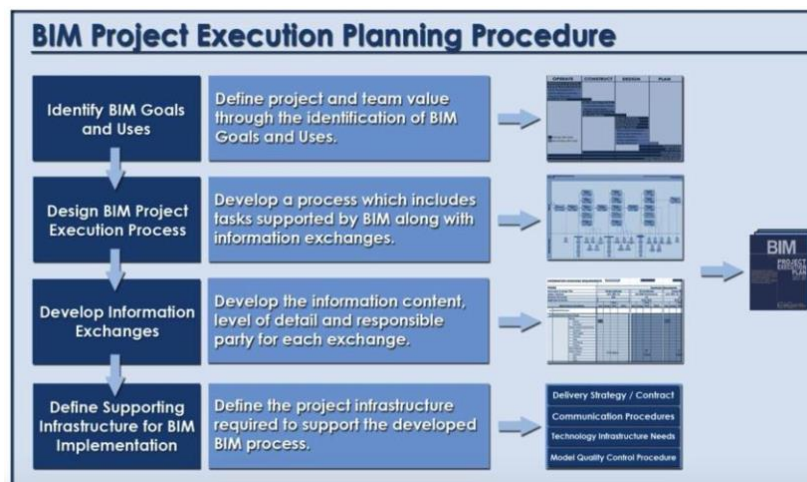 BIM Project Execution Planning Procedure
Identify BIM Goals
and Uses
Define project and team value
through the identification of BIM
Goals and Uses.
OPERATE CONSTRUCT DESIGN PLAN
Design BIM Project
Execution Process
Develop a process which includes
tasks supported by BIM along with
information exchanges.
BIM
PROJECT
EXECUTION
PLAN
Develop Information
Exchanges
Develop the information content,
level of detail and responsible
party for each exchange.
Define Supporting
Infrastructure for BIM
Implementation
Define the project infrastructure
required to support the developed
BIM process.
Delivery Strategy / Contract
Communication Procedures
Technology Infrastructure Needs
Model Quality Control Procedure